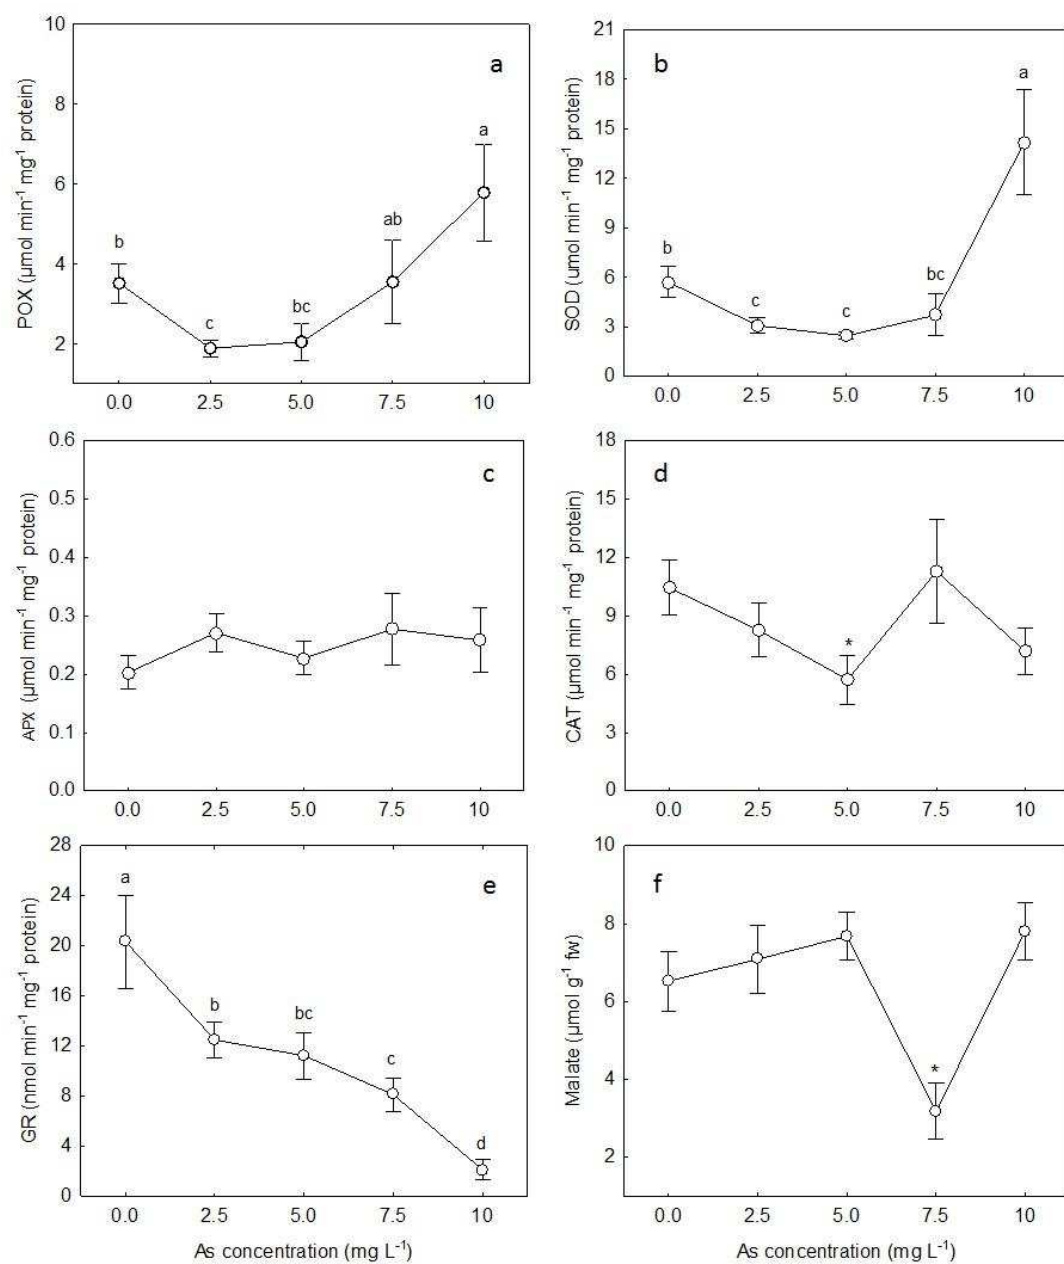 10
8
6
4
2
POX (µmol min⁻¹ mg⁻¹ protein)
a
b
c
bc
ab
a
0.0 2.5 5.0 7.5 10
21
18
15
12
9
6
3
0
SOD (µmol min⁻¹ mg⁻¹ protein)
b
b
c
c
bc
a
0.0 2.5 5.0 7.5 10
0.6
0.5
0.4
0.3
0.2
0.1
0.0
APX (µmol min⁻¹ mg⁻¹ protein)
c
0.0 2.5 5.0 7.5 10
18
15
12
9
6
3
0
CAT (µmol min⁻¹ mg⁻¹ protein)
d
*
0.0 2.5 5.0 7.5 10
28
24
20
16
12
8
4
0
GR (nmol min⁻¹ mg⁻¹ protein)
e
a
b
bc
c
d
0.0 2.5 5.0 7.5 10
As concentration (mg L⁻¹)
10
8
6
4
2
Malate (µmol g⁻¹ fw)
f
*
0.0 2.5 5.0 7.5 10
As concentration (mg L⁻¹)